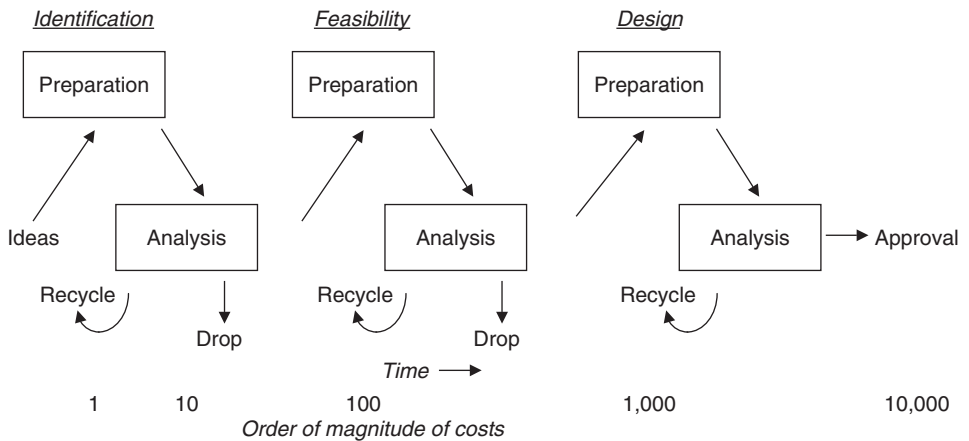 Identification Feasibility Design
Preparation Preparation Preparation
Ideas Analysis Analysis Analysis Approval
Recycle Recycle Recycle
Drop Drop
Time
1 10 100 1,000 10,000
Order of magnitude of costs